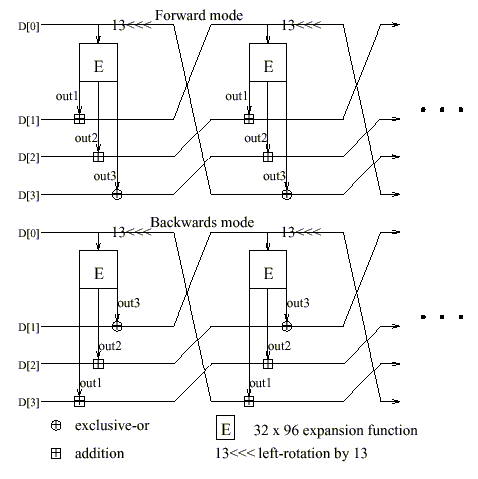 Forward mode
D[0] 13<<< 13<<<
E E
out1 out1
D[1]
out2 out2
D[2]
out3 out3
D[3]
Backwards mode
D[0] 13<<< 13<<<
E E
out3 out3
D[1]
out2 out2
D[2]
out1 out1
D[3]
exclusive-or E 32 x 96 expansion function
addition 13<<< left-rotation by 13